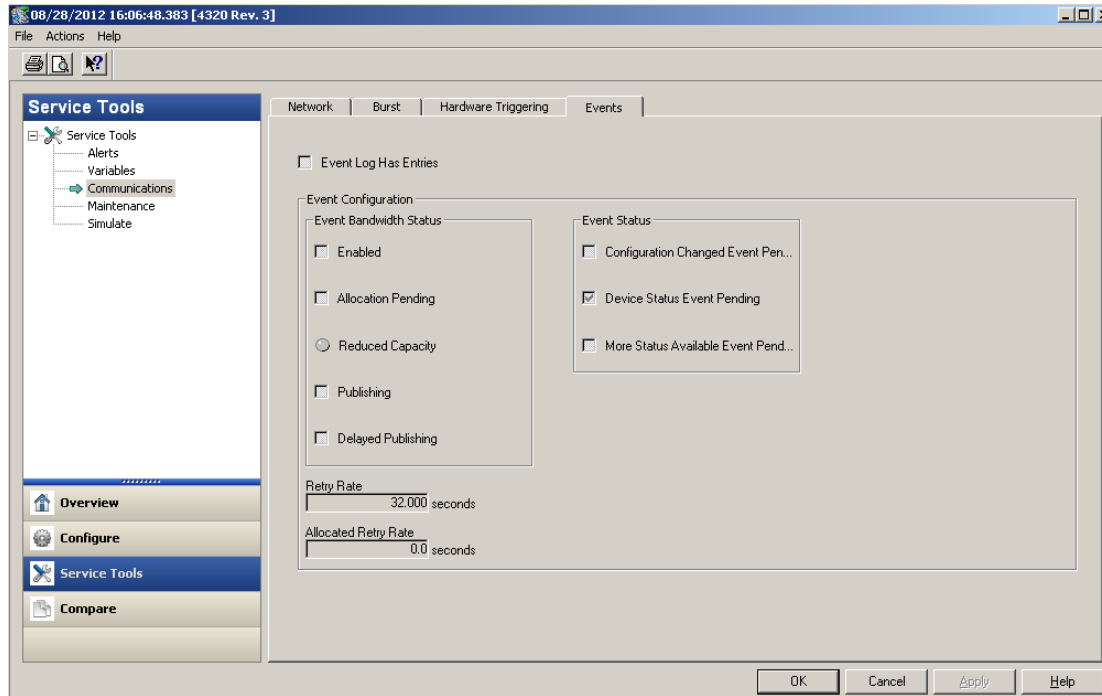 08/28/2012 16:06:48.383 [4320 Rev. 3]
File Actions Help
Service Tools
Service Tools
Alerts
Variables
Communications
Maintenance
Simulate
Overview
Configure
Service Tools
Compare
Network Burst Hardware Triggering Events
Event Log Has Entries
Event Configuration
Event Bandwidth Status
Enabled
Allocation Pending
Reduced Capacity
Publishing
Delayed Publishing
Event Status
Configuration Changed Event Pen...
Device Status Event Pending
More Status Available Event Pend...
Retry Rate
32.000 seconds
Allocated Retry Rate
0.0 seconds
OK Cancel Apply Help